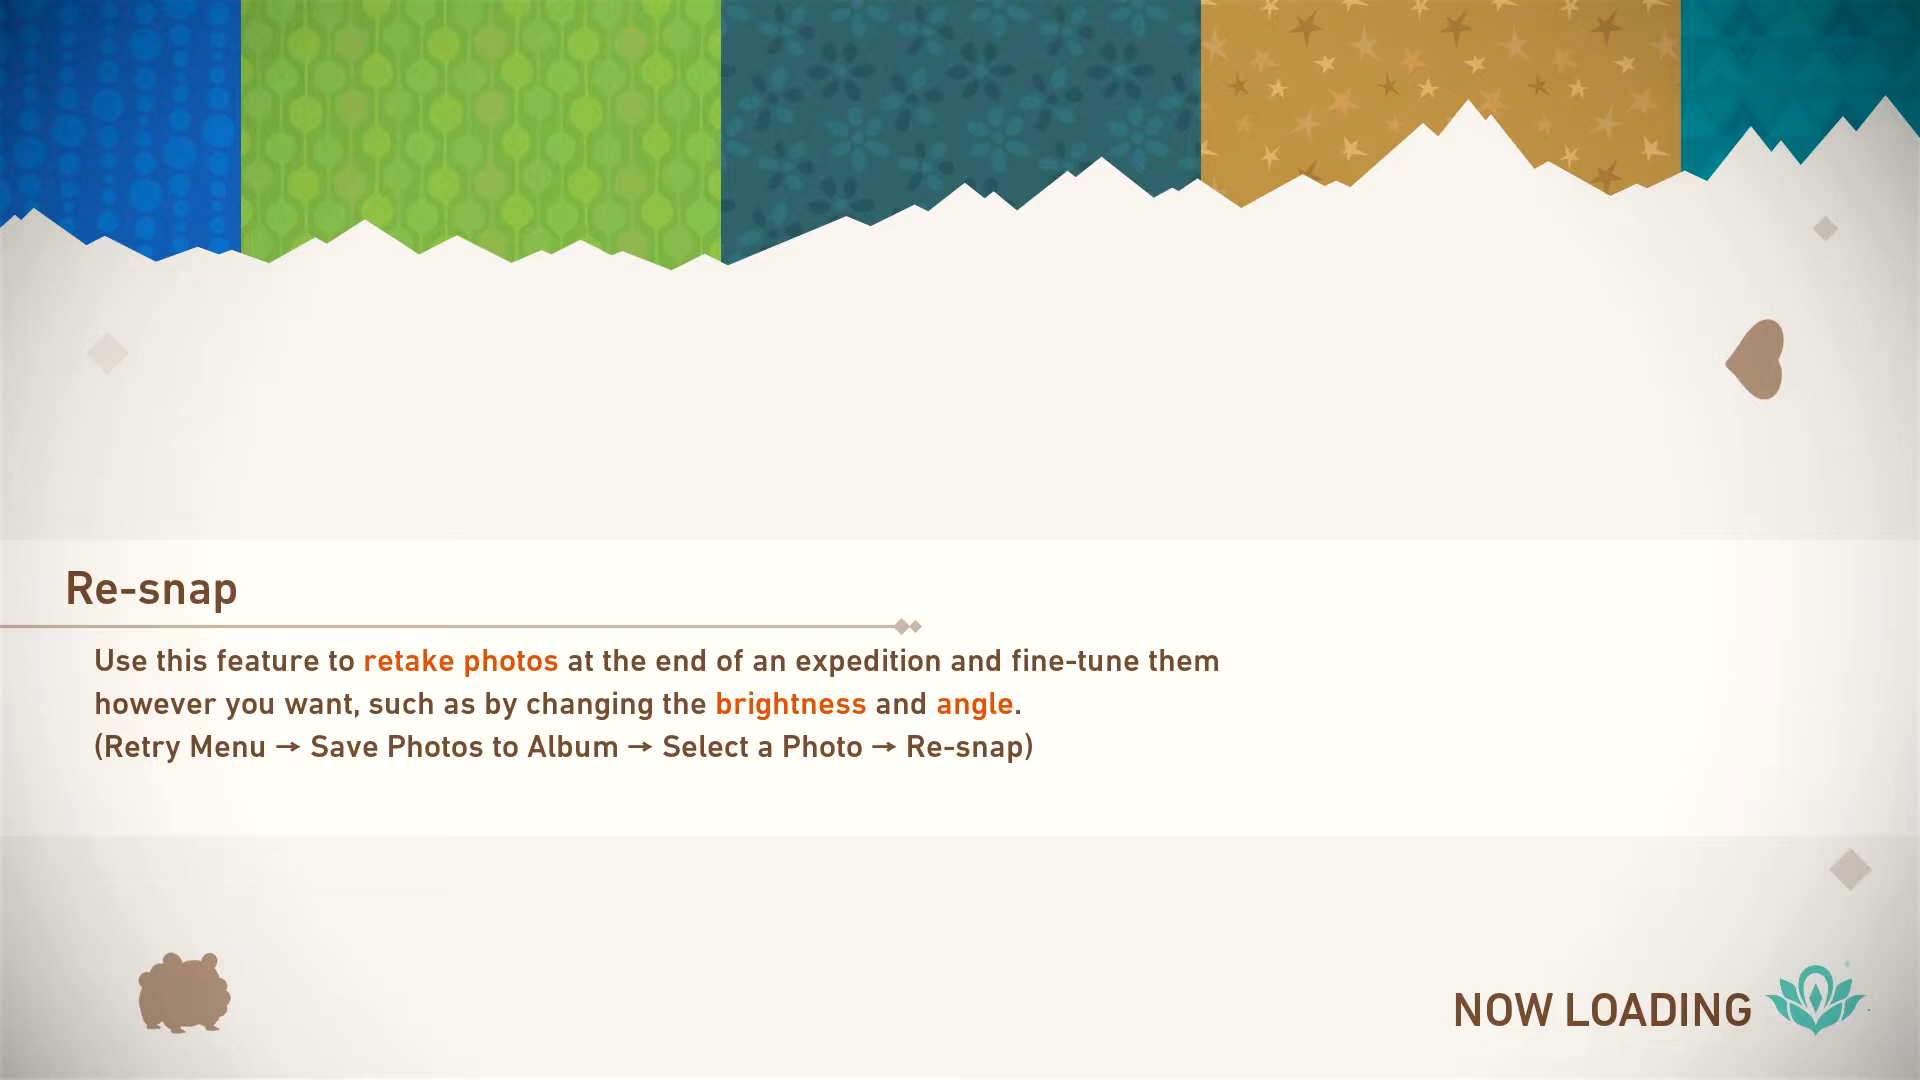 Re-snap
Use this feature to retake photos at the end of an expedition and fine-tune them
however you want, such as by changing the brightness and angle.
(Retry Menu → Save Photos to Album → Select a Photo → Re-snap)
NOW LOADING